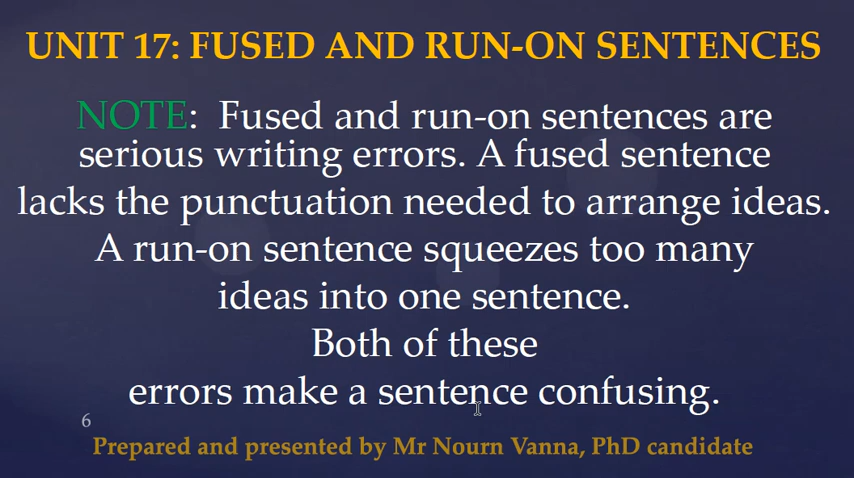 UNIT 17: FUSED AND RUN-ON SENTENCES
NOTE:  Fused and run-on sentences are
serious writing errors. A fused sentence
lacks the punctuation needed to arrange ideas.
A run-on sentence squeezes too many
ideas into one sentence.
Both of these
errors make a sentence confusing.
6
Prepared and presented by Mr Nourn Vanna, PhD candidate